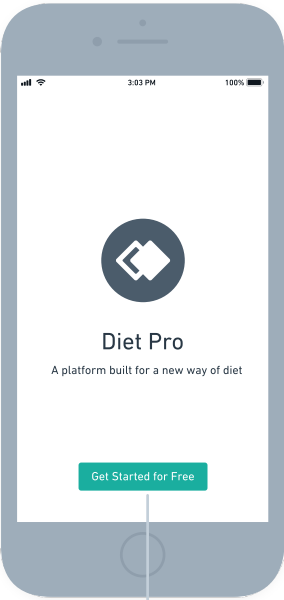 3:03 PM
100%
Diet Pro
A platform built for a new way of diet
Get Started for Free